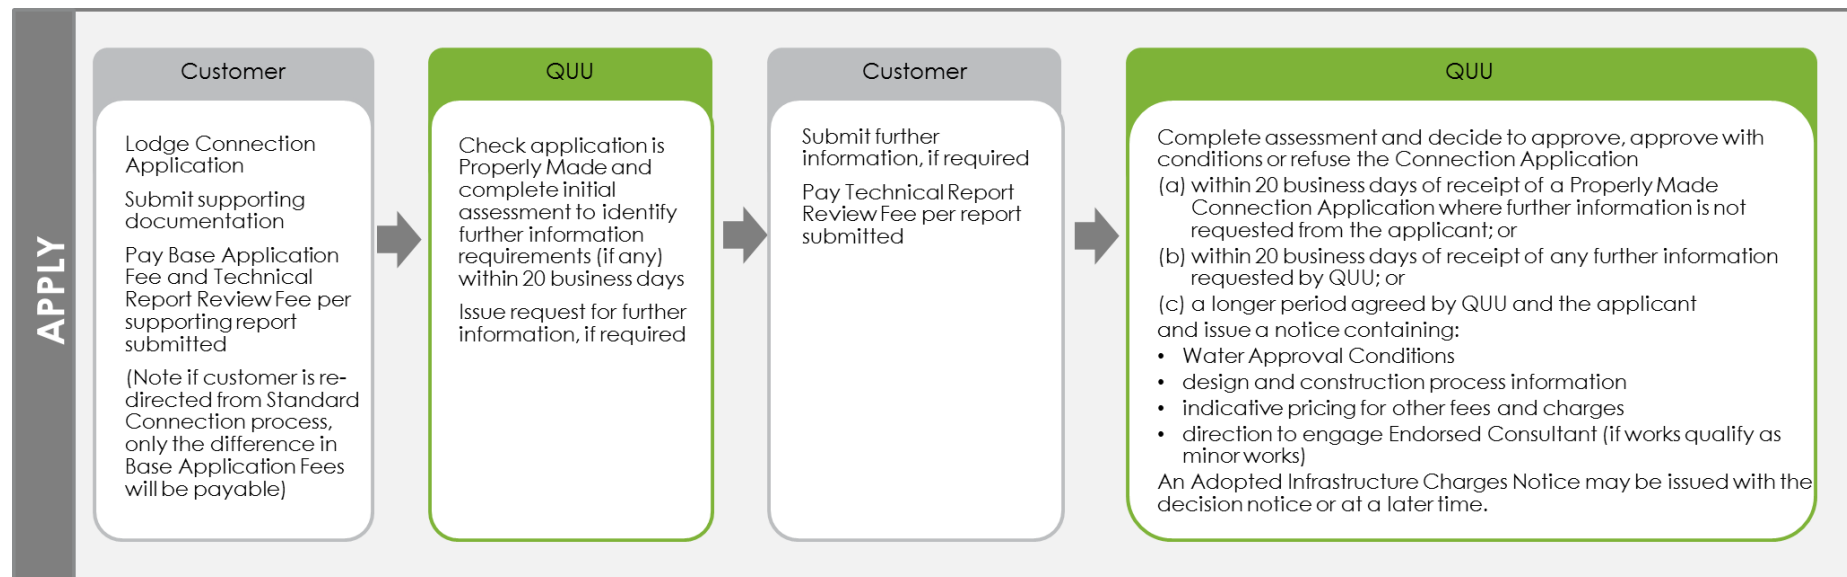 APPLY
Customer
Lodge Connection
Application
Submit supporting
documentation
Pay Base Application
Fee and Technical
Report Review Fee per
supporting report
submitted
(Note if customer is re-
directed from Standard
Connection process,
only the difference in
Base Application Fees
will be payable)
QUU
Check application is
Properly Made and
complete initial
assessment to identify
further information
requirements (if any)
within 20 business days
Issue request for further
information, if required
Customer
Submit further
information, if required
Pay Technical Report
Review Fee per report
submitted
QUU
Complete assessment and decide to approve, approve with
conditions or refuse the Connection Application
(a) within 20 business days of receipt of a Properly Made
Connection Application where further information is not
requested from the applicant; or
(b) within 20 business days of receipt of any further information
requested by QUU; or
(c) a longer period agreed by QUU and the applicant
and issue a notice containing:
• Water Approval Conditions
• design and construction process information
• indicative pricing for other fees and charges
• direction to engage Endorsed Consultant (if works qualify as
minor works)
An Adopted Infrastructure Charges Notice may be issued with the
decision notice or at a later time.